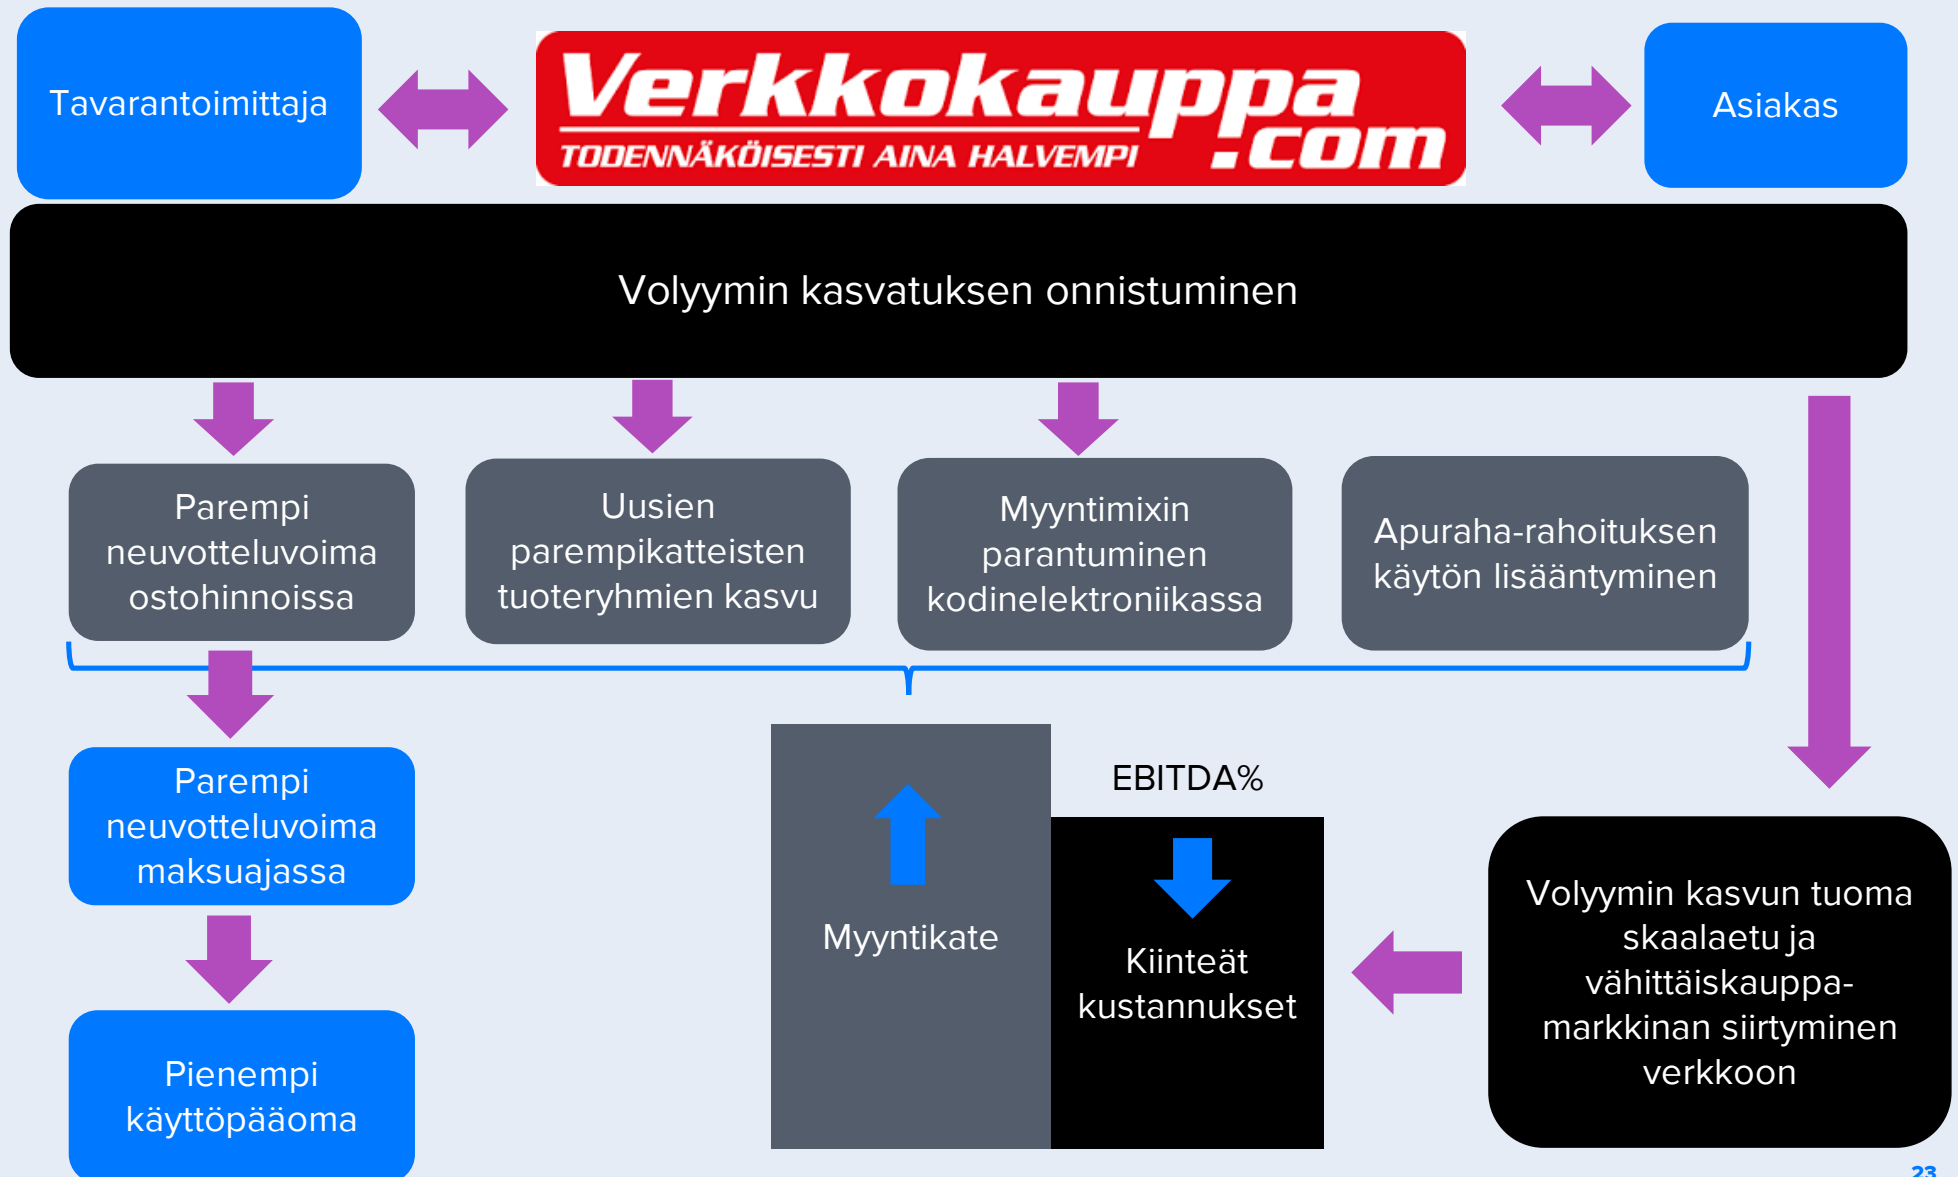 Tavarantoimittaja
Verkkokauppa
.com
TODENNÄKÖISESTI AINA HALVEMPI
Asiakas
Volyymin kasvatuksen onnistuminen
Parempi
neuvotteluvoima
ostohinnoissa
Uusien
parempikatteisten
tuoteryhmien kasvu
Myyntimixin
parantuminen
kodinelektroniikassa
Apuraha-rahoituksen
käytön lisääntyminen
Parempi
neuvotteluvoima
maksuajassa
Pienempi
käyttöpääoma
Myyntikate
EBITDA%
Kiinteät
kustannukset
Volyymin kasvun tuoma
skaalaetu ja
vähittäiskauppa-
markkinan siirtyminen
verkkoon
23